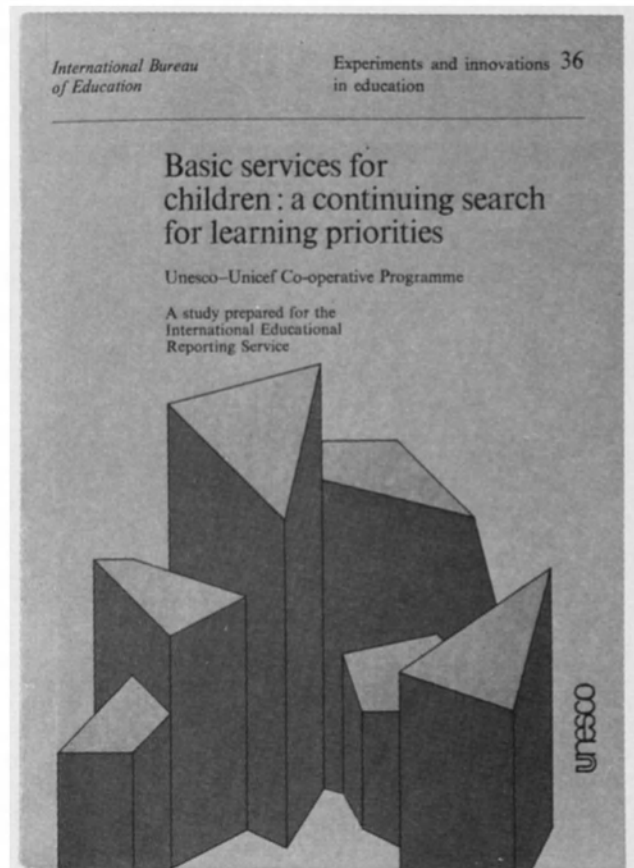 International Bureau
of Education
Experiments and innovations 36
in education
Basic services for
children : a continuing search
for learning priorities
Unesco–Unicef Co-operative Programme
A study prepared for the
International Educational
Reporting Service
unesco